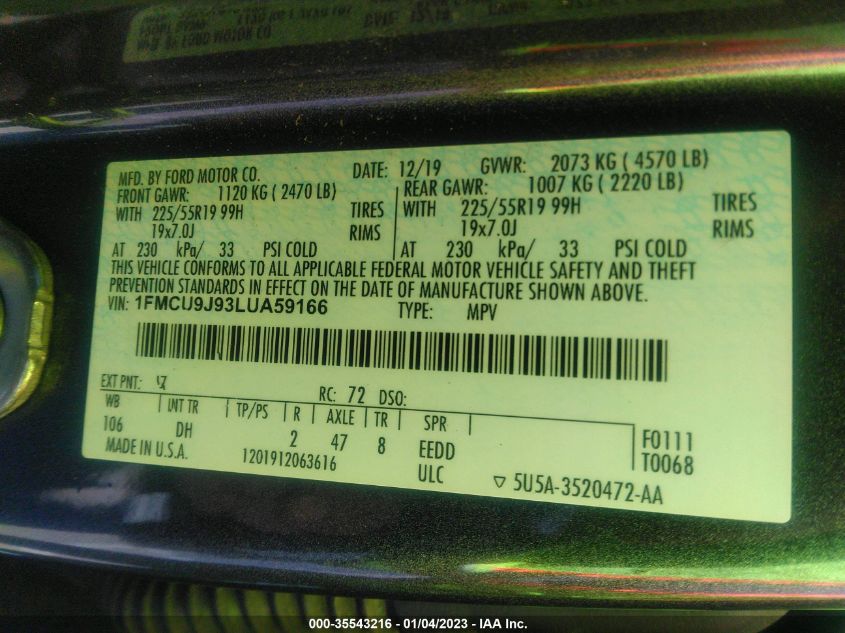 MFD. BY FORD MOTOR CO. DATE: 12/19 GVWR: 2073 KG ( 4570 LB)
FRONT GAWR: 1120 KG ( 2470 LB) REAR GAWR: 1007 KG ( 2220 LB)
WITH 225/55R19 99H TIRES WITH 225/55R19 99H TIRES
19x7.0J RIMS 19x7.0J RIMS
AT 230 kPa/ 33 PSI COLD AT 230 kPa/ 33 PSI COLD
THIS VEHICLE CONFORMS TO ALL APPLICABLE FEDERAL MOTOR VEHICLE SAFETY AND THEFT
PREVENTION STANDARDS IN EFFECT ON THE DATE OF MANUFACTURE SHOWN ABOVE.
VIN: 1FMCU9J93LUA59166 TYPE: MPV
EXT PNT: RC: 72 DSO:
WB INT TR TP/PS R AXLE TR SPR
106 DH 2 47 8 EEDD F0111
MADE IN U.S.A. 1201912063616 ULC T0068
5U5A-3520472-AA
000-35543216 - 01/04/2023 - IAA Inc.